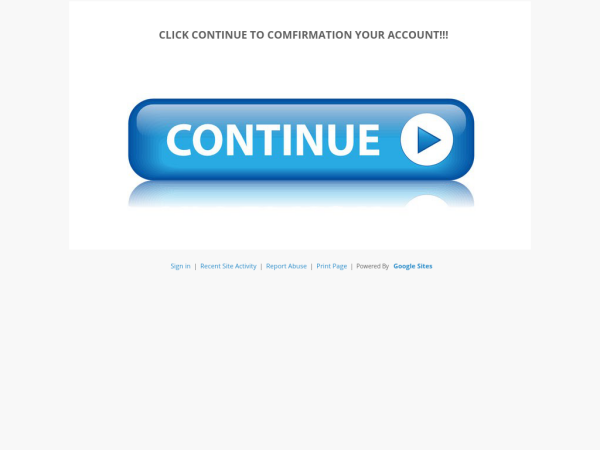 CLICK CONTINUE TO COMFIRMATION YOUR ACCOUNT!!!
CONTINUE
Sign in | Recent Site Activity | Report Abuse | Print Page | Powered By Google Sites